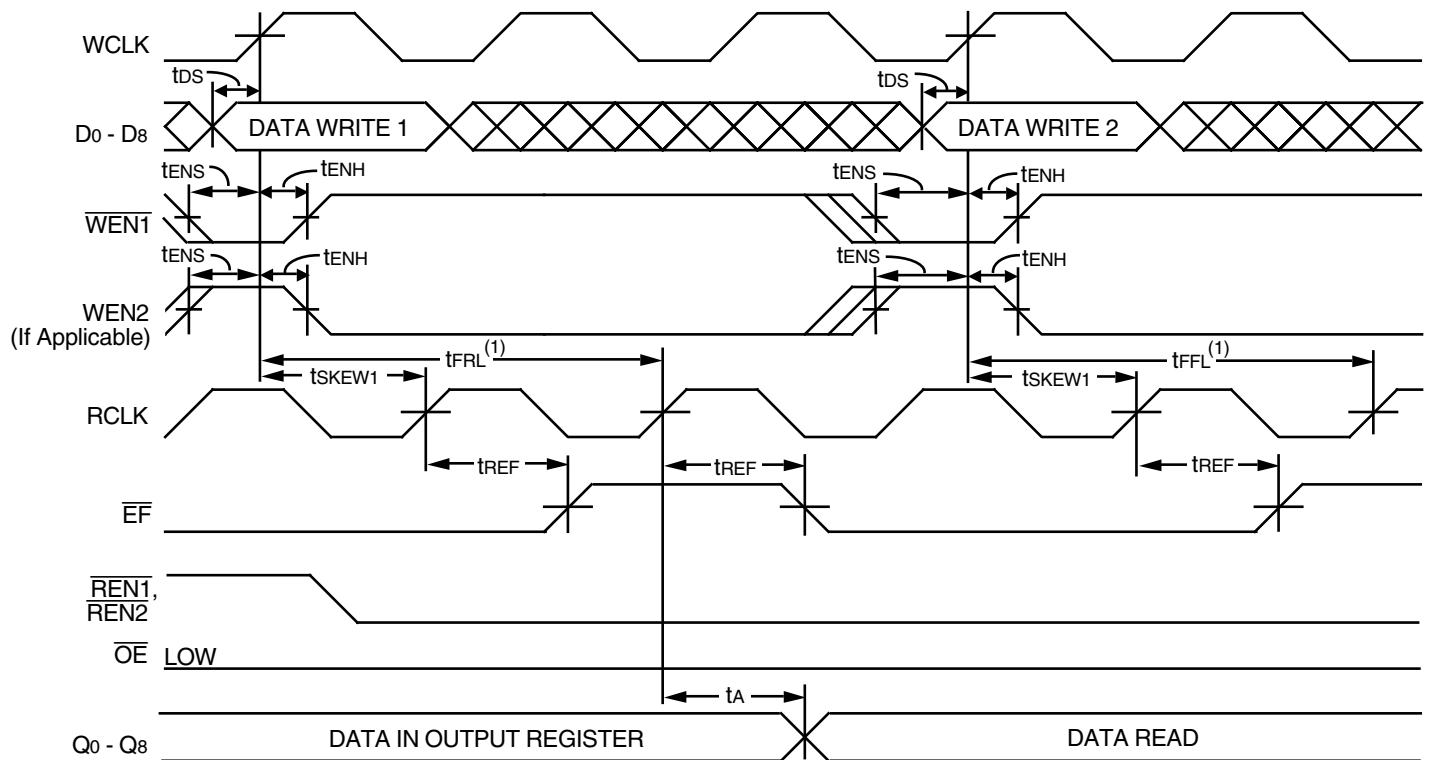 WCLK
tDS tDS
D0 - D8 DATA WRITE 1 DATA WRITE 2
tENS tENH tENS tENH
WEN1
tENS tENH tENS tENH
WEN2
(If Applicable)
tFRL(1) tFFL(1)
tSKEW1 tSKEW1
RCLK
tREF tREF tREF
EF
REN1,
REN2
OE LOW
tA
Q0 - Q8 DATA IN OUTPUT REGISTER DATA READ